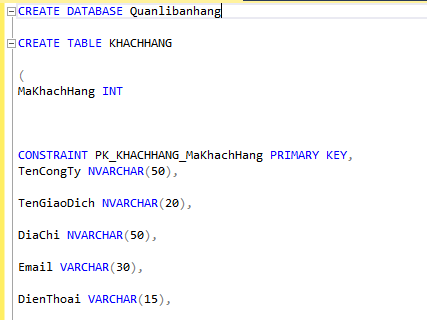 CREATE DATABASE Quanlibanhang
CREATE TABLE KHACHHANG
(
MaKhachHang INT
CONSTRAINT PK_KHACHHANG_MaKhachHang PRIMARY KEY,
TenCongTy NVARCHAR(50),
TenGiaoDich NVARCHAR(20),
DiaChi NVARCHAR(50),
Email VARCHAR(30),
DienThoai VARCHAR(15),